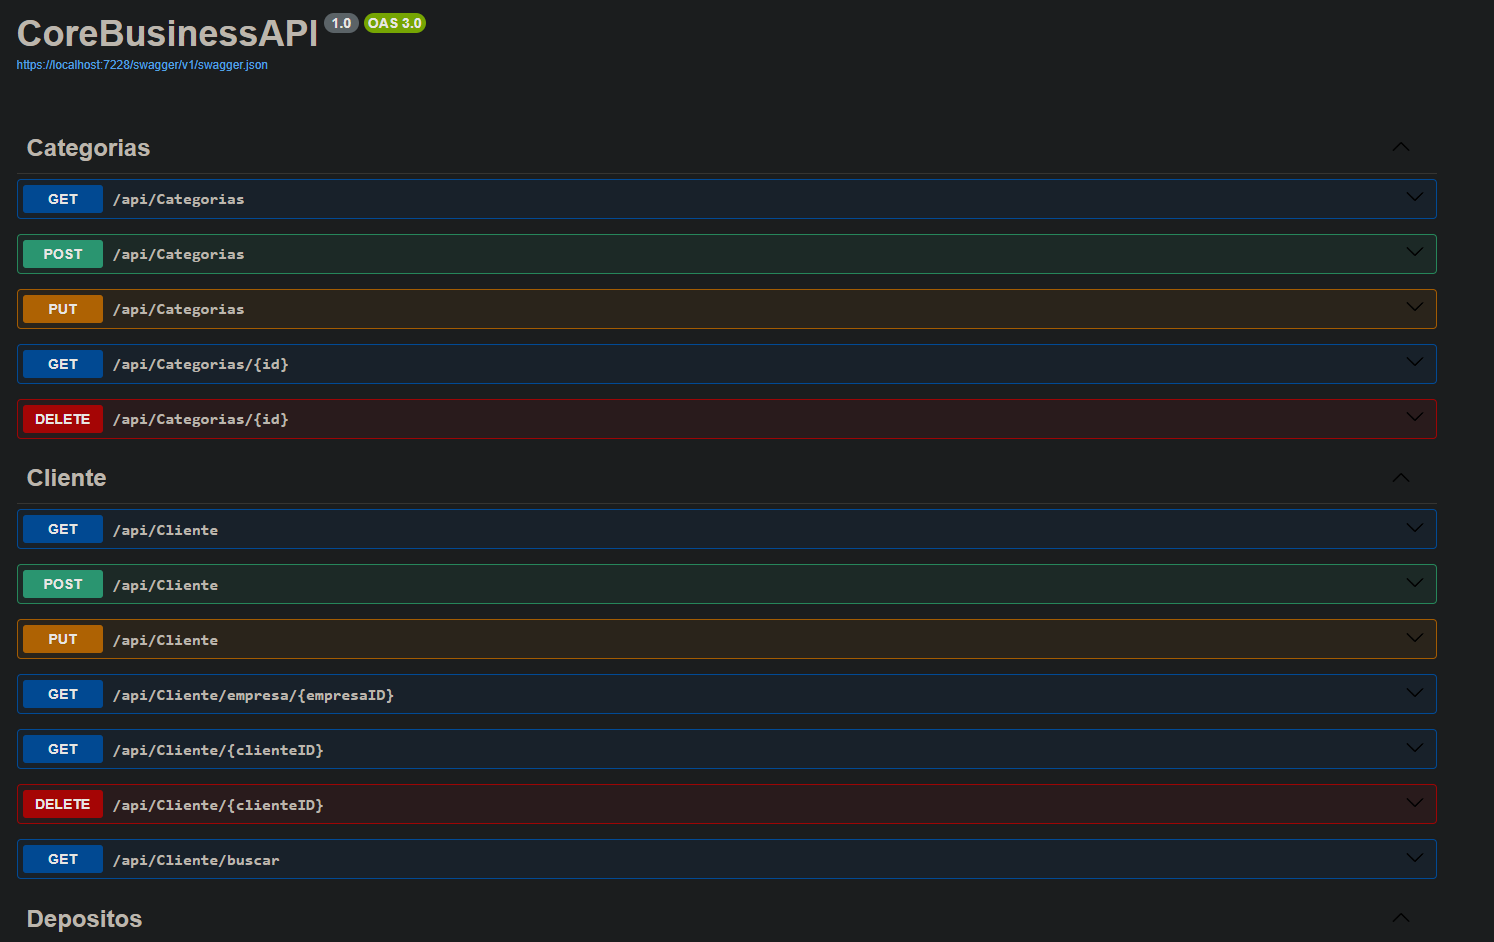 CoreBusinessAPI 1.0 OAS 3.0
https://localhost:7228/swagger/v1/swagger.json
Categorias
GET /api/Categorias
POST /api/Categorias
PUT /api/Categorias
GET /api/Categorias/{id}
DELETE /api/Categorias/{id}
Cliente
GET /api/Cliente
POST /api/Cliente
PUT /api/Cliente
GET /api/Cliente/empresa/{empresaID}
GET /api/Cliente/{clienteID}
DELETE /api/Cliente/{clienteID}
GET /api/Cliente/buscar
Depositos